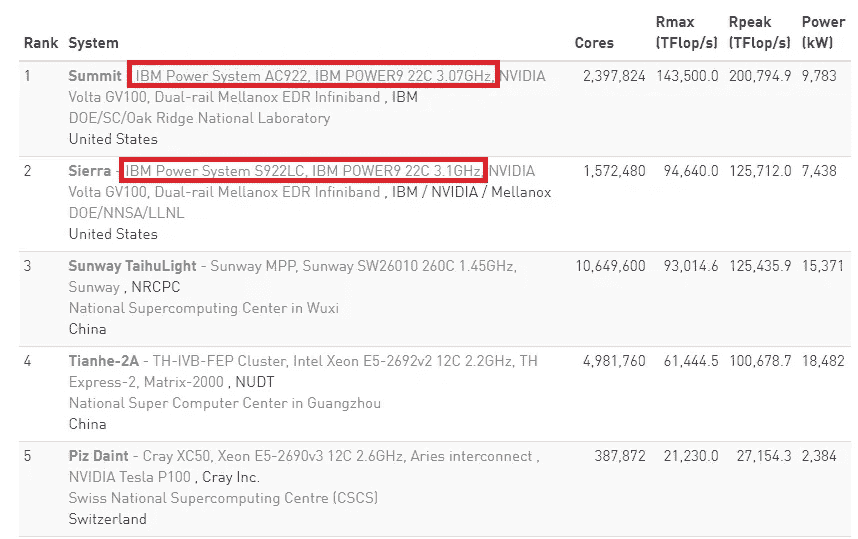 Rank System Cores Rmax (TFlop/s) Rpeak (TFlop/s) Power (kW)
1 Summit - IBM Power System AC922, IBM POWER9 22C 3.07GHz, NVIDIA 2,397,824 143,500.0 200,794.9 9,783
Volta GV100, Dual-rail Mellanox EDR Infiniband , IBM
DOE/SC/Oak Ridge National Laboratory
United States
2 Sierra - IBM Power System S922LC, IBM POWER9 22C 3.1GHz, NVIDIA 1,572,480 94,640.0 125,712.0 7,438
Volta GV100, Dual-rail Mellanox EDR Infiniband , IBM / NVIDIA / Mellanox
DOE/NNSA/LLNL
United States
3 Sunway TaihuLight - Sunway MPP, Sunway SW26010 260C 1.45GHz, 10,649,600 93,014.6 125,435.9 15,371
Sunway , NRCPC
National Supercomputing Center in Wuxi
China
4 Tianhe-2A - TH-IVB-FEP Cluster, Intel Xeon E5-2692v2 12C 2.2GHz, TH 4,981,760 61,444.5 100,678.7 18,482
Express-2, Matrix-2000 , NUDT
National Super Computer Center in Guangzhou
China
5 Piz Daint - Cray XC50, Xeon E5-2690v3 12C 2.6GHz, Aries interconnect , 387,872 21,230.0 27,154.3 2,384
NVIDIA Tesla P100 , Cray Inc.
Swiss National Supercomputing Centre (CSCS)
Switzerland